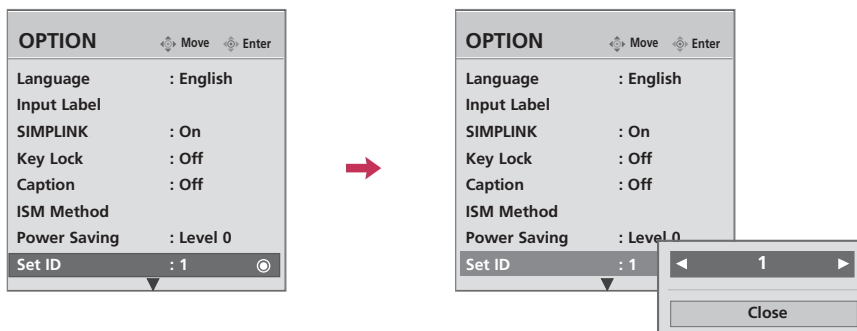 OPTION Move Enter
Language : English
Input Label
SIMPLINK : On
Key Lock : Off
Caption : Off
ISM Method
Power Saving : Level 0
Set ID : 1
OPTION Move Enter
Language : English
Input Label
SIMPLINK : On
Key Lock : Off
Caption : Off
ISM Method
Power Saving : Level 0
Set ID : 1
1
Close